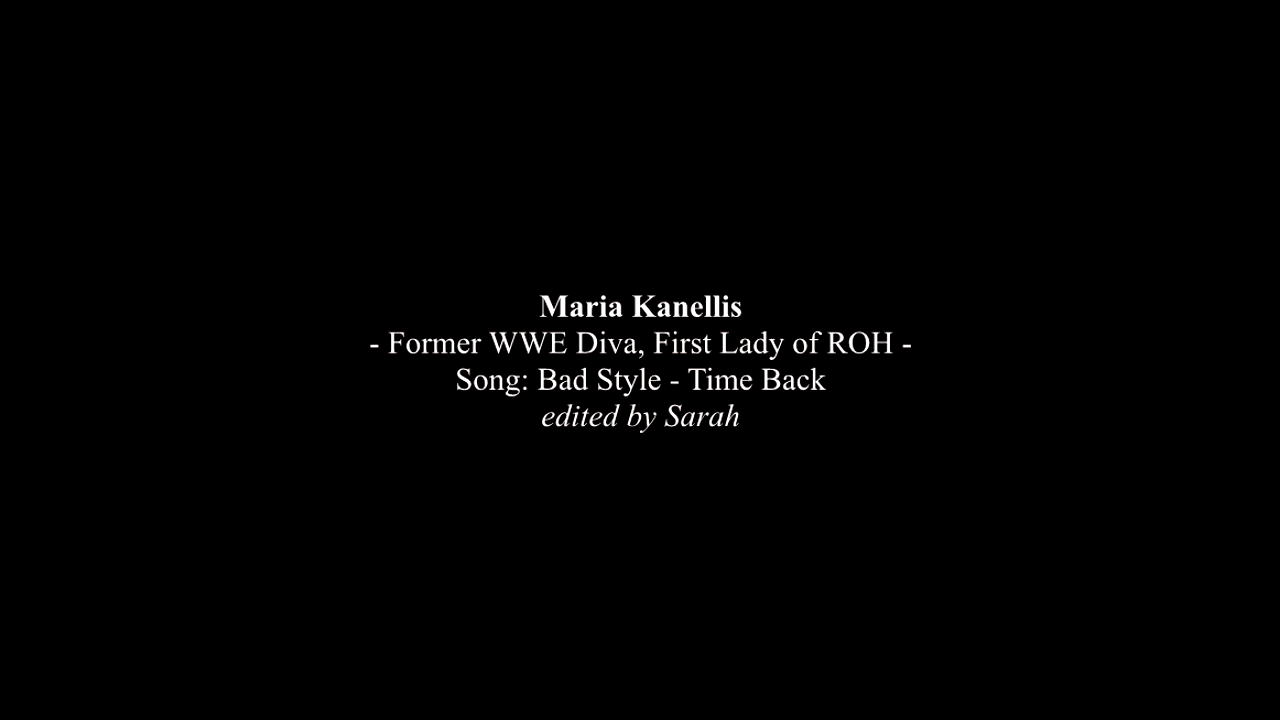 Maria Kanellis
- Former WWE Diva, First Lady of ROH -
Song: Bad Style - Time Back
edited by Sarah